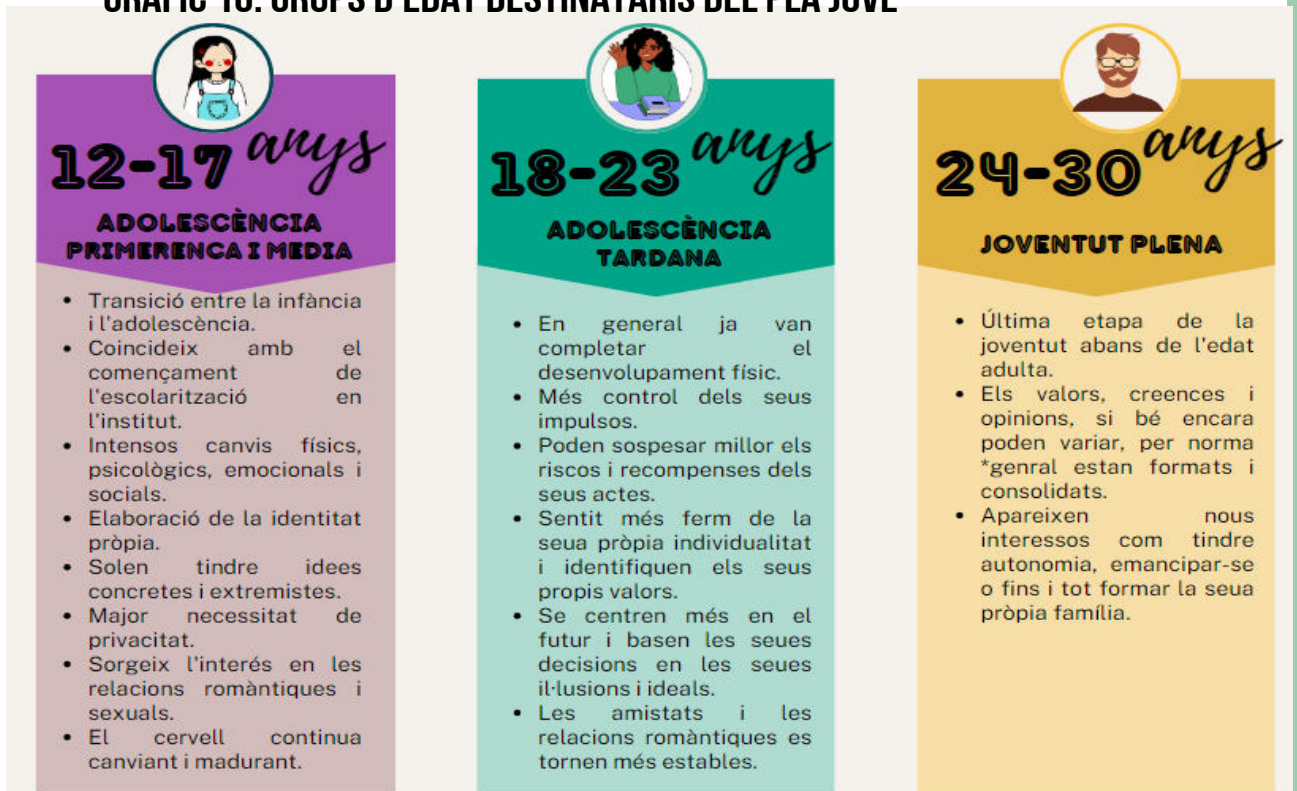 GRÀFIC 10. GRUPS D'EDAT DESTINATARIS DEL PLA JOVE
12-17 anys
ADOLESCÈNCIA
PRIMERENCA I MEDIA
• Transició entre la infància
i l'adolescència.
• Coincideix amb el
començament de
l'escolarització en
l'institut.
• Intensos canvis físics,
psicològics, emocionals i
socials.
• Elaboració de la identitat
pròpia.
• Solen tindre idees
concretes i extremistes.
• Major necessitat de
privacitat.
• Sorgeix l'interés en les
relacions romàntiques i
sexuals.
• El cervell continua
canviant i madurant.
18-23 anys
ADOLESCÈNCIA
TARDANA
• En general ja van
completar el
desenvolupament físic.
• Més control dels seus
impulsos.
• Poden sospesar millor els
riscos i recompenses dels
seus actes.
• Sentit més ferm de la
seua pròpia individualitat
i identifiquen els seus
propis valors.
• Se centren més en el
futur i basen les seues
decisions en les seues
il·lusions i ideals.
• Les amistats i les
relacions romàntiques es
tornen més estables.
24-30 anys
JOVENTUT PLENA
• Última etapa de la
joventut abans de l'edat
adulta.
• Els valors, creences i
opinions, si bé encara
poden variar, per norma
*genral estan formats i
consolidats.
• Apareixen nous
interessos com tindre
autonomia, emancipar-se
o fins i tot formar la seua
pròpia família.